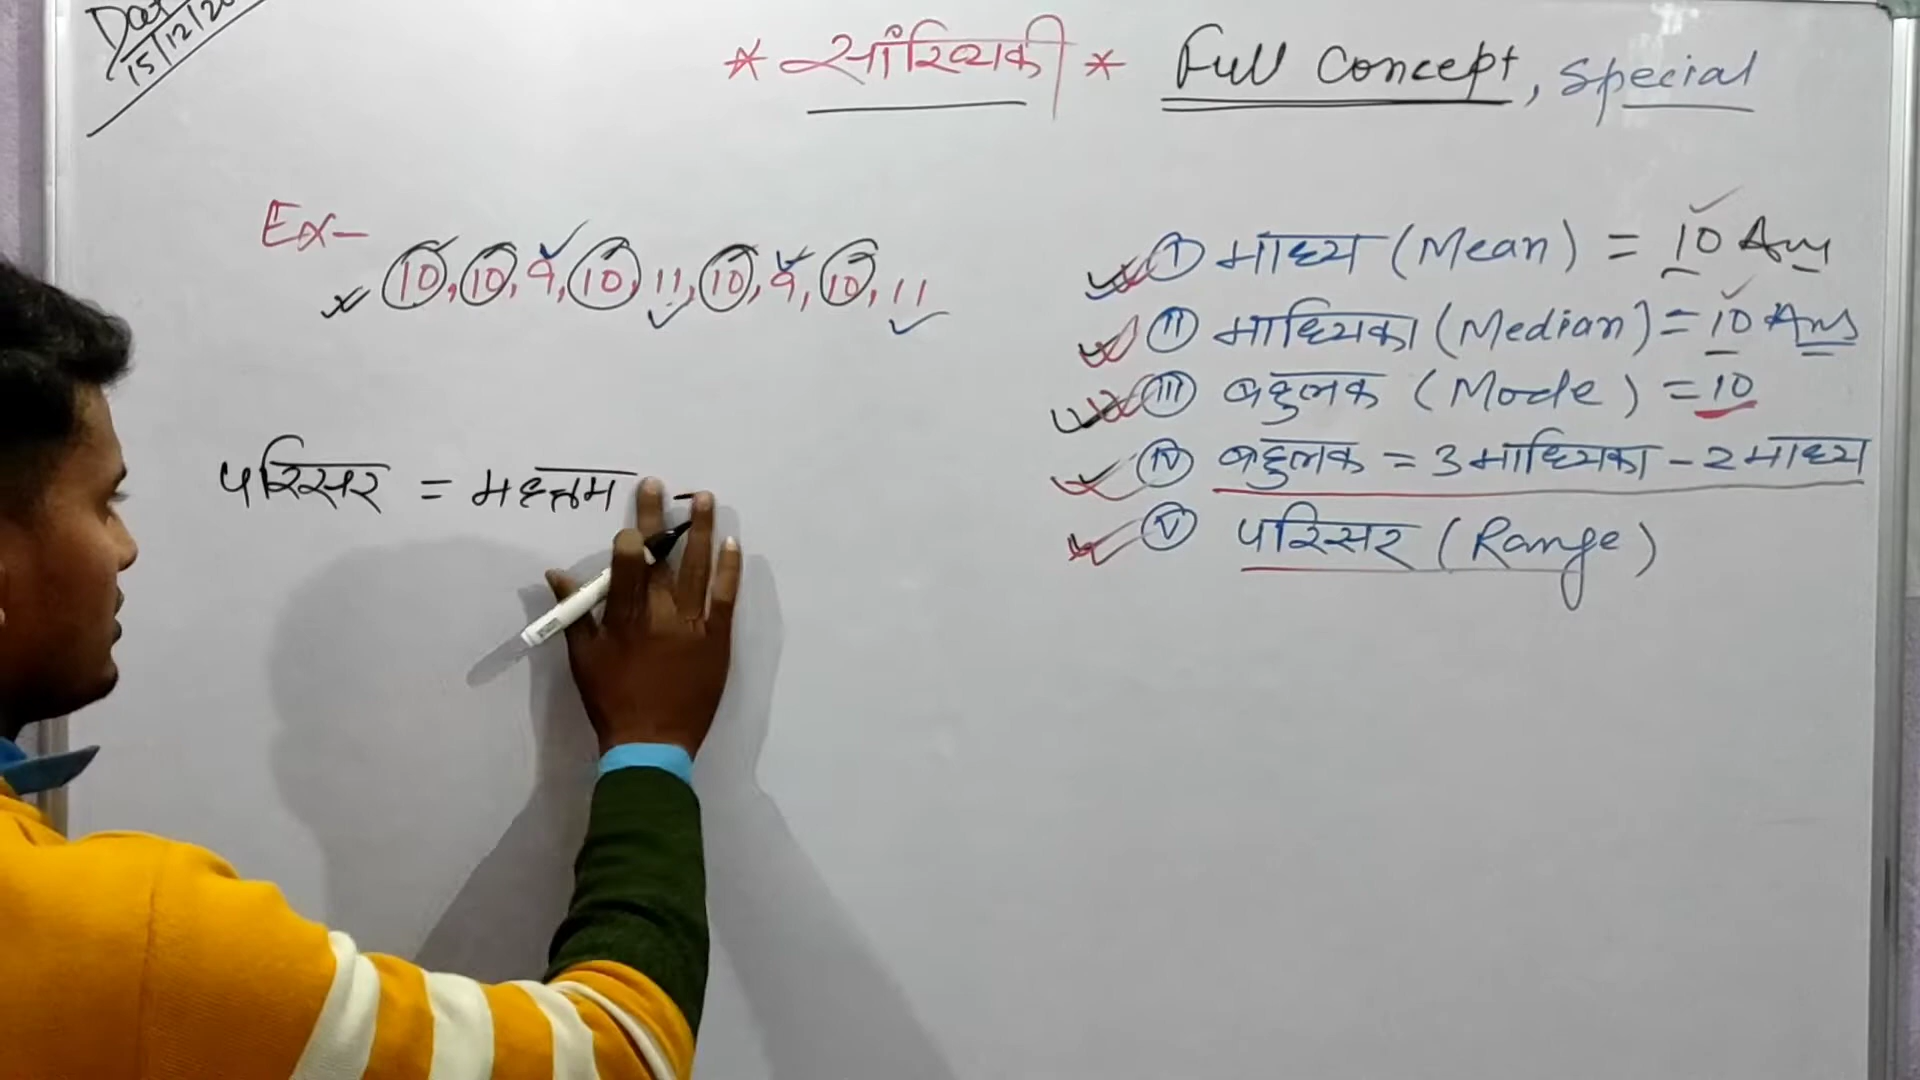 Dat
15/12/20
* साँख्यिकी * Full Concept, Special
Ex-
10, 10, 9, 10, 11, 10, 9, 10, 11
(I) माध्य (Mean) = 10 Ans
(II) माध्यिका (Median) = 10 Ans
(III) बहुलक (Mode) = 10
(IV) बहुलक = 3 माध्यिका - 2 माध्य
(V) परिसर (Range)
परिसर = महत्तम -